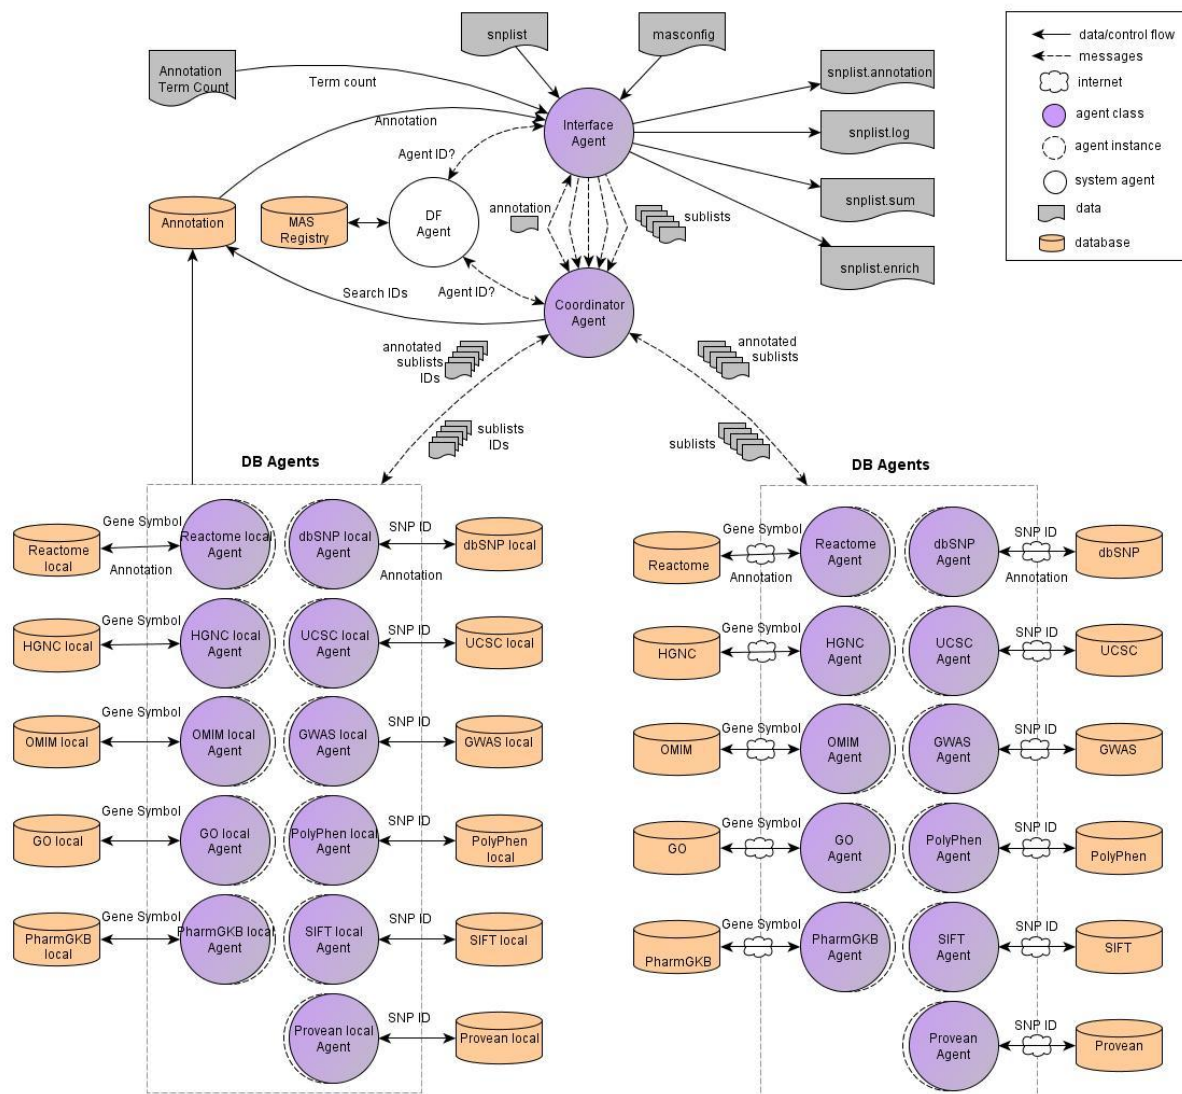 snplist
masconfig
Annotation
Term Count
Term count
Annotation
Interface
Agent
snplist.annotation
snplist.log
snplist.sum
snplist.enrich
data/control flow
messages
internet
agent class
agent instance
system agent
data
database
Agent ID?
Annotation
MAS
Registry
DF
Agent
annotation
sublists
Search IDs
Agent ID?
Coordinator
Agent
annotated
sublists
IDs
annotated
sublists
sublists
IDs
sublists
DB Agents
DB Agents
Reactome
local
Gene Symbol
Annotation
Reactome local
Agent
dbSNP local
Agent
SNP ID
Annotation
dbSNP local
HGNC local
Gene Symbol
HGNC local
Agent
UCSC local
Agent
SNP ID
UCSC local
OMIM local
Gene Symbol
OMIM local
Agent
GWAS local
Agent
SNP ID
GWAS local
GO local
Gene Symbol
GO local
Agent
PolyPhen local
Agent
SNP ID
PolyPhen
local
PharmGKB
local
Gene Symbol
PharmGKB local
Agent
SIFT local
Agent
SNP ID
SIFT local
Provean local
Agent
SNP ID
Provean local
Reactome
Gene Symbol
Annotation
Reactome
Agent
dbSNP
Agent
SNP ID
Annotation
dbSNP
HGNC
Gene Symbol
HGNC
Agent
UCSC
Agent
SNP ID
UCSC
OMIM
Gene Symbol
OMIM
Agent
GWAS
Agent
SNP ID
GWAS
GO
Gene Symbol
GO
Agent
PolyPhen
Agent
SNP ID
PolyPhen
PharmGKB
Gene Symbol
PharmGKB
Agent
SIFT
Agent
SNP ID
SIFT
Provean
Agent
SNP ID
Provean